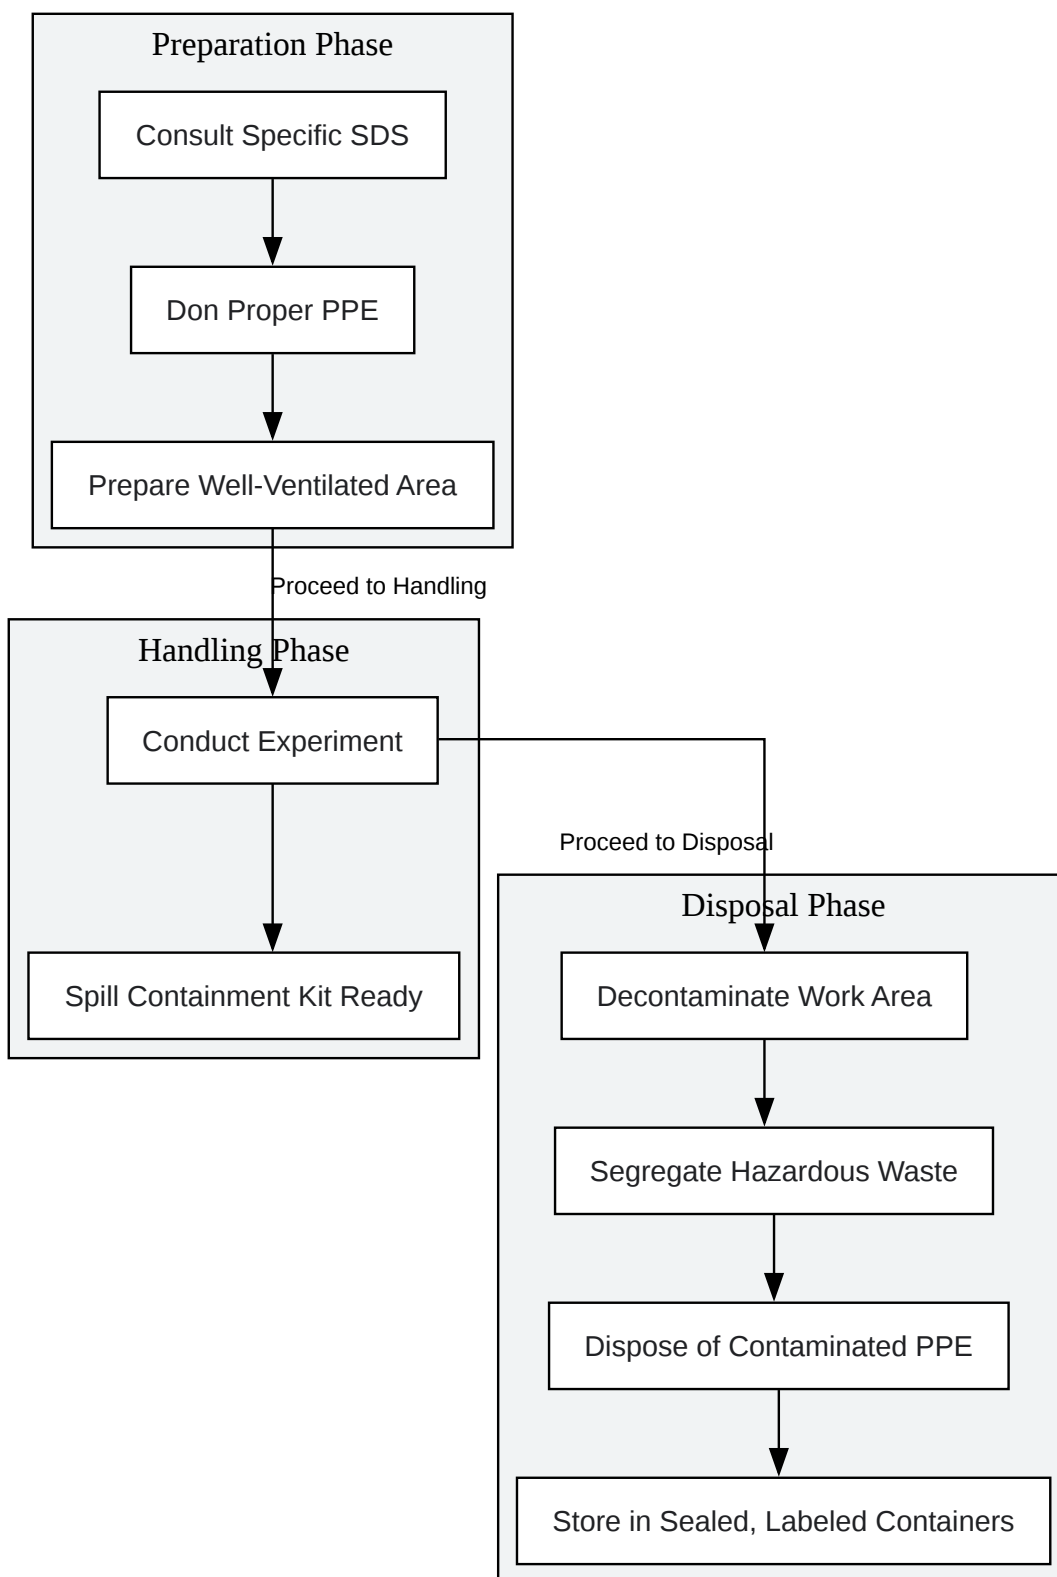 Preparation Phase
Consult Specific SDS
Don Proper PPE
Prepare Well-Ventilated Area
Proceed to Handling
Handling Phase
Conduct Experiment
Spill Containment Kit Ready
Proceed to Disposal
Disposal Phase
Decontaminate Work Area
Segregate Hazardous Waste
Dispose of Contaminated PPE
Store in Sealed, Labeled Containers